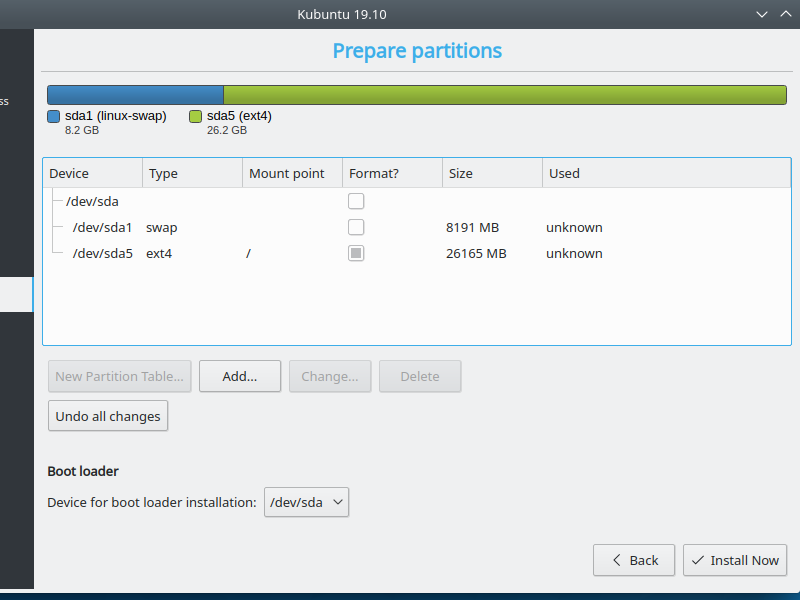 Kubuntu 19.10
ss
Prepare partitions
sda1 (linux-swap) sda5 (ext4)
8.2 GB 26.2 GB
Device Type Mount point Format? Size Used
/dev/sda
/dev/sda1 swap 8191 MB unknown
/dev/sda5 ext4 / 26165 MB unknown
New Partition Table... Add... Change... Delete
Undo all changes
Boot loader
Device for boot loader installation: /dev/sda
Back Install Now